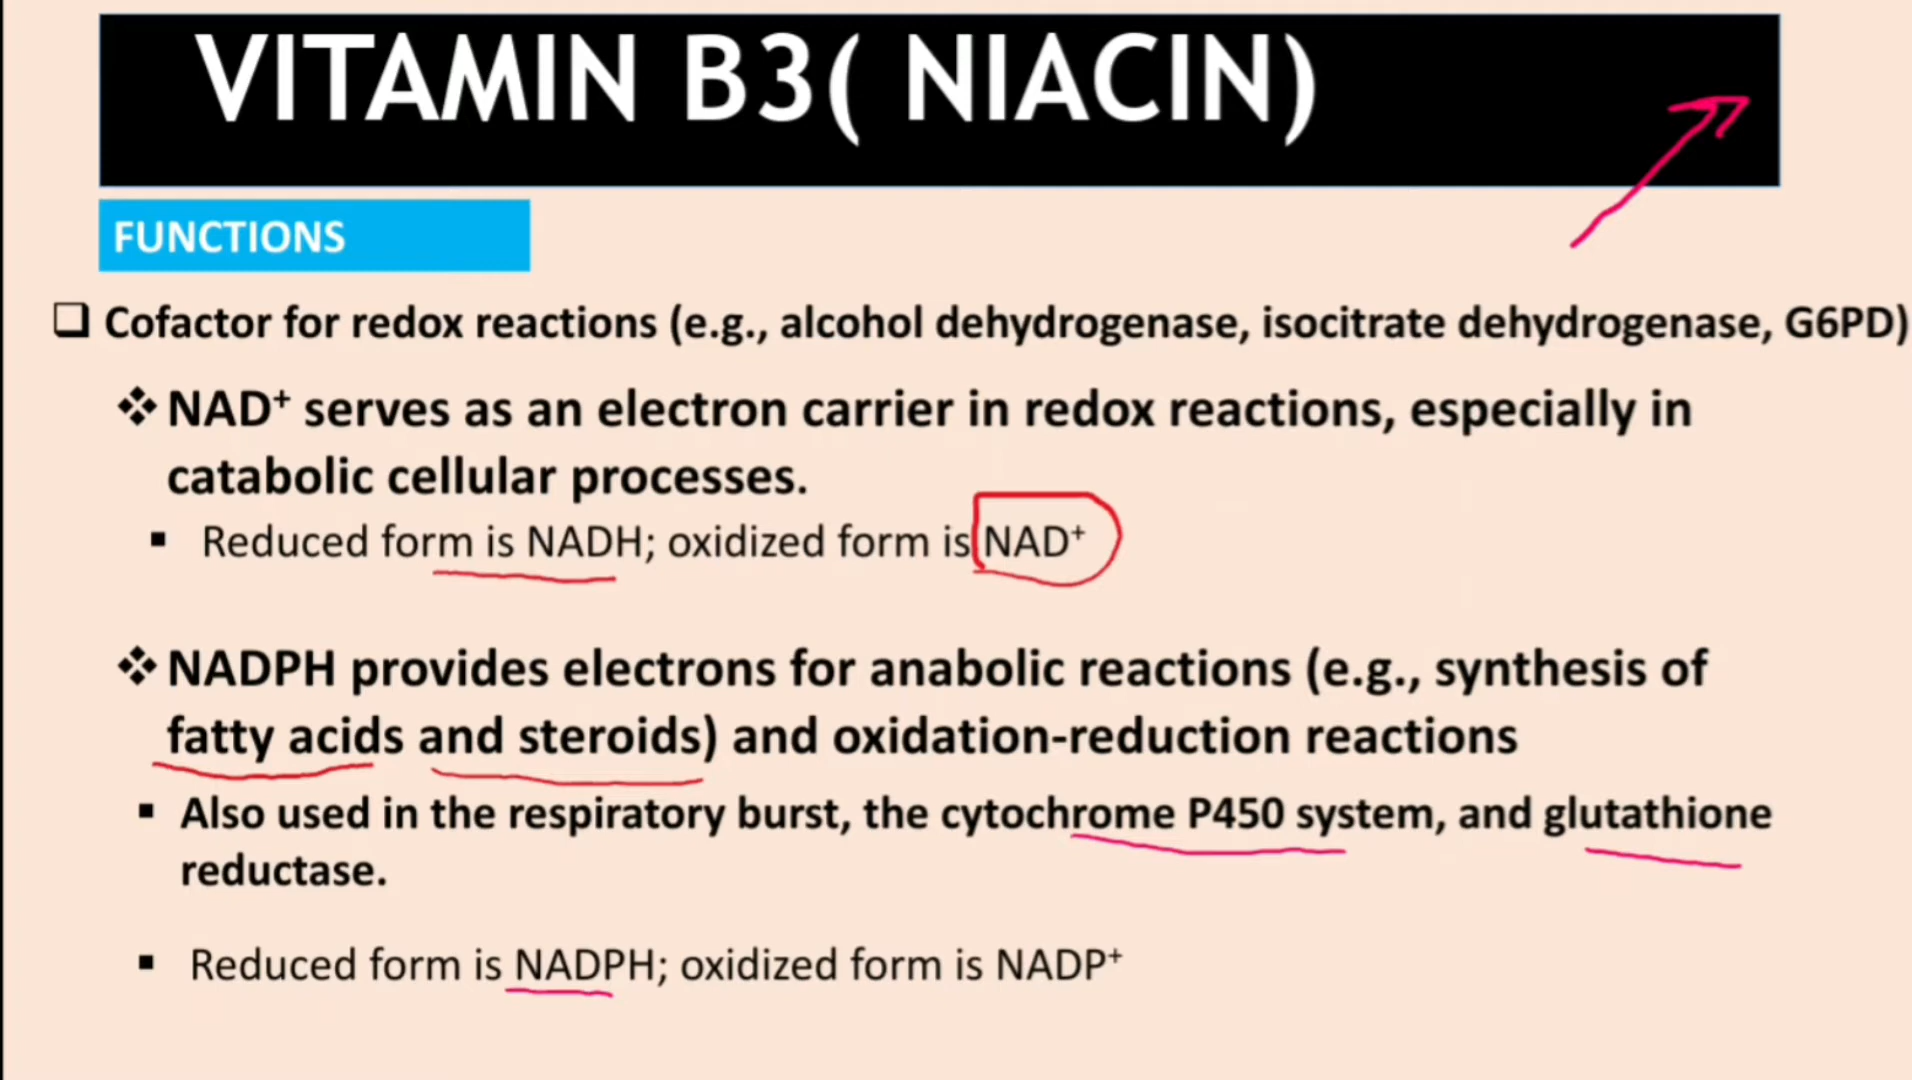 VITAMIN B3( NIACIN)
FUNCTIONS
❑ Cofactor for redox reactions (e.g., alcohol dehydrogenase, isocitrate dehydrogenase, G6PD)
❖ NAD⁺ serves as an electron carrier in redox reactions, especially in
catabolic cellular processes.
▪ Reduced form is NADH; oxidized form is NAD⁺
❖ NADPH provides electrons for anabolic reactions (e.g., synthesis of
fatty acids and steroids) and oxidation-reduction reactions
▪ Also used in the respiratory burst, the cytochrome P450 system, and glutathione
reductase.
▪ Reduced form is NADPH; oxidized form is NADP⁺